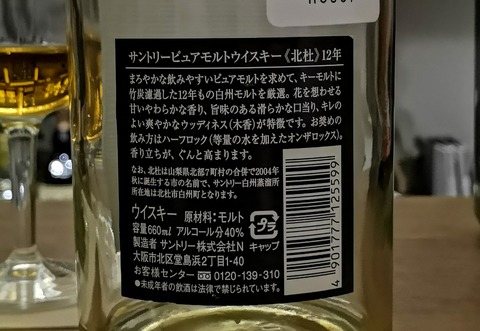 サントリーピュアモルトウイスキー《北杜》12年
まろやかな飲みやすいピュアモルトを求めて、キーモルトに
竹炭濾過した12年もの白州モルトを厳選。花を想わせる
甘いやわらかな香り、旨味のある滑らかな口当り、キレの
よい爽やかなウッディネス(木香)が特徴です。お奨めの
飲み方はハーフロック(等量の水を加えたオンザロックス)。
香り立ちが、ぐんと高まります。
なお、北杜は山梨県北部7町村の合併で2004年
秋に誕生する市の名前で、サントリー白州蒸溜所
所在地は北杜市白州町となります。
ウイスキー 原材料:モルト
容量660㎖ アルコール分40%
製造者 サントリー株式会社N キャップ
大阪市北区堂島浜2丁目1-40
お客様センター 0120-139-310
●未成年者の飲酒は法律で禁じられています。
プラ
4 901777 125599